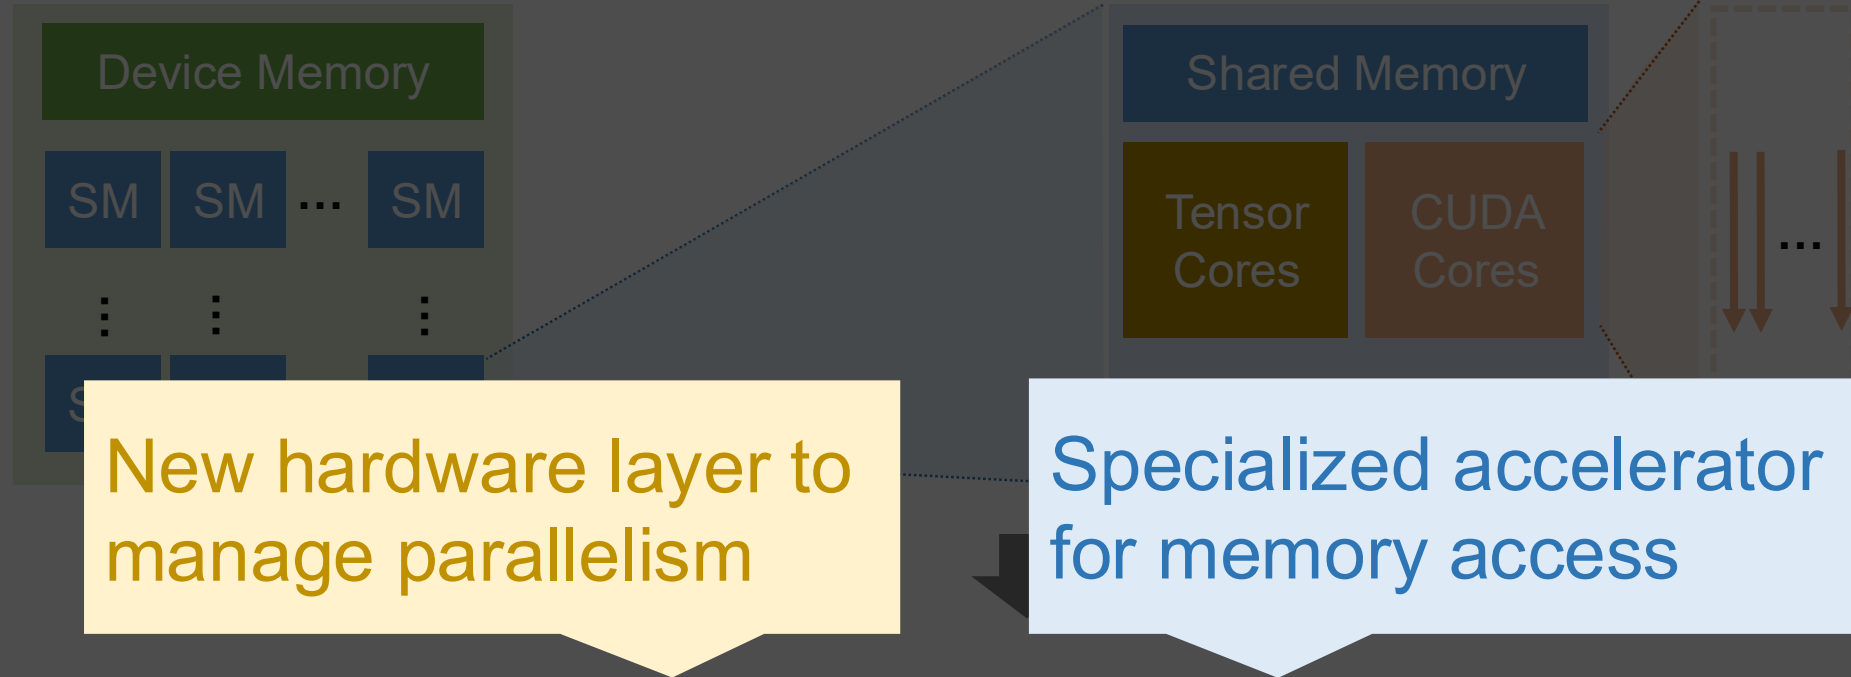 Device Memory
SM SM ... SM
Shared Memory
Tensor
Cores
CUDA
Cores
...
New hardware layer to
manage parallelism
Specialized accelerator
for memory access